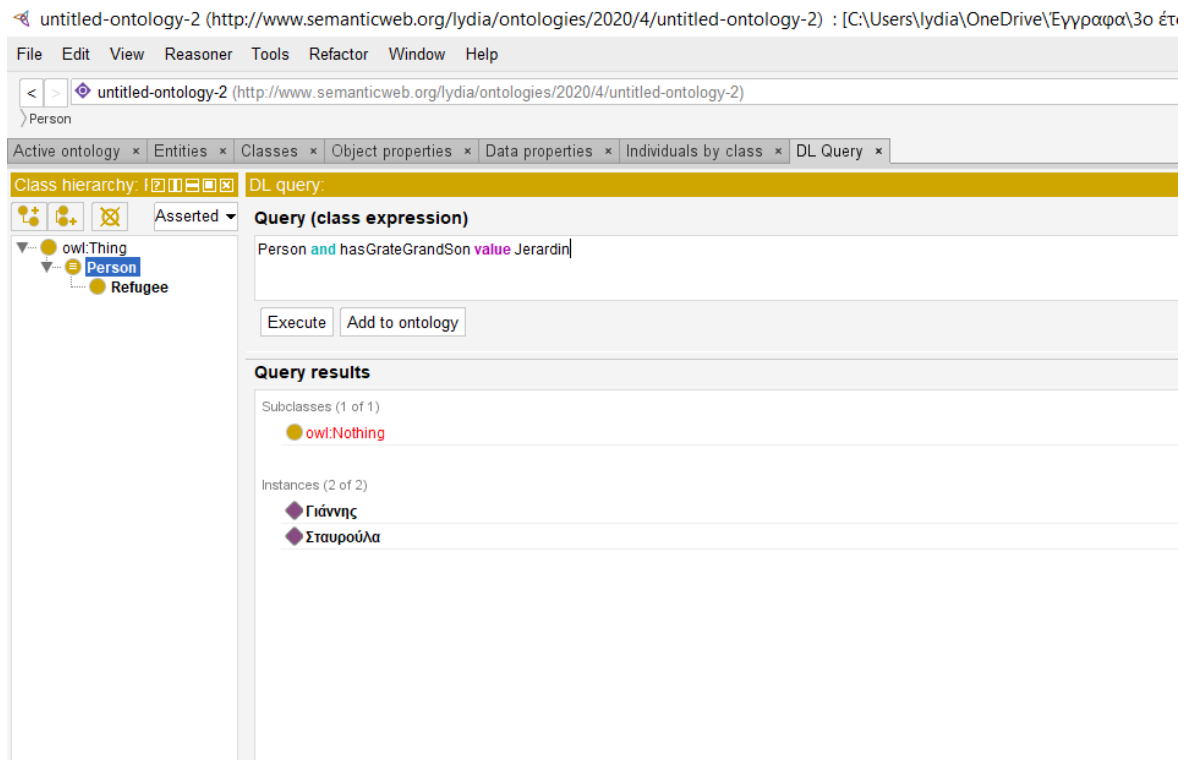 untitled-ontology-2 (http://www.semanticweb.org/lydia/ontologies/2020/4/untitled-ontology-2) : [C:\Users\lydia\OneDrive\Έγγραφα\3ο έτ
File Edit View Reasoner Tools Refactor Window Help
< > untitled-ontology-2 (http://www.semanticweb.org/lydia/ontologies/2020/4/untitled-ontology-2)
Person
Active ontology × Entities × Classes × Object properties × Data properties × Individuals by class × DL Query ×
Class hierarchy: DL query:
Asserted
Query (class expression)
owl:Thing
Person and hasGrateGrandSon value Jerardin
Person
Refugee
Execute Add to ontology
Query results
Subclasses (1 of 1)
owl:Nothing
Instances (2 of 2)
Γιάννης
Σταυρούλα